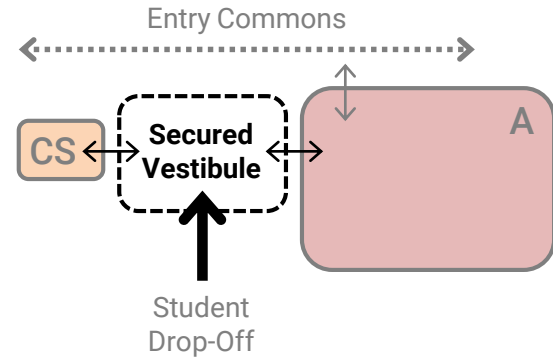 Entry Commons
CS
Secured
Vestibule
A
Student
Drop-Off